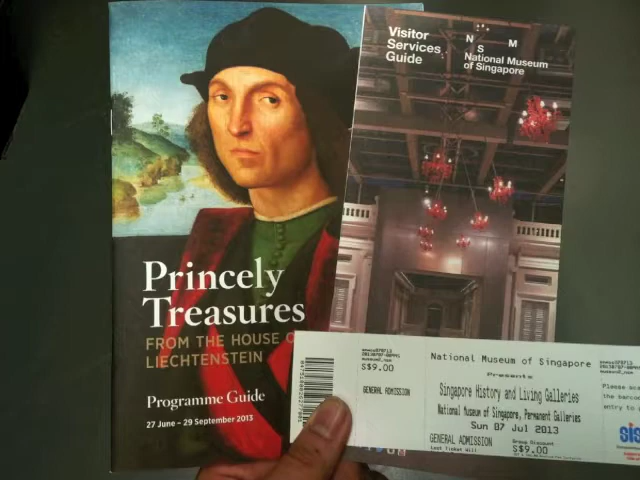 Princely
Treasures
FROM THE HOUSE O
LIECHTENSTEIN
Programme Guide
27 June – 29 September 2013
Visitor
Services
Guide
N M
S
National Museum
of Singapore
S$9.00
GENERAL ADMISSION
National Museum of Singapore
Presents
Singapore History and Living Galleries
National Museum of Singapore, Permanent Galleries
Sun 07 Jul 2013
GENERAL ADMISSION
Group Discount
S$9.00
Please
the barco
entry to
sis